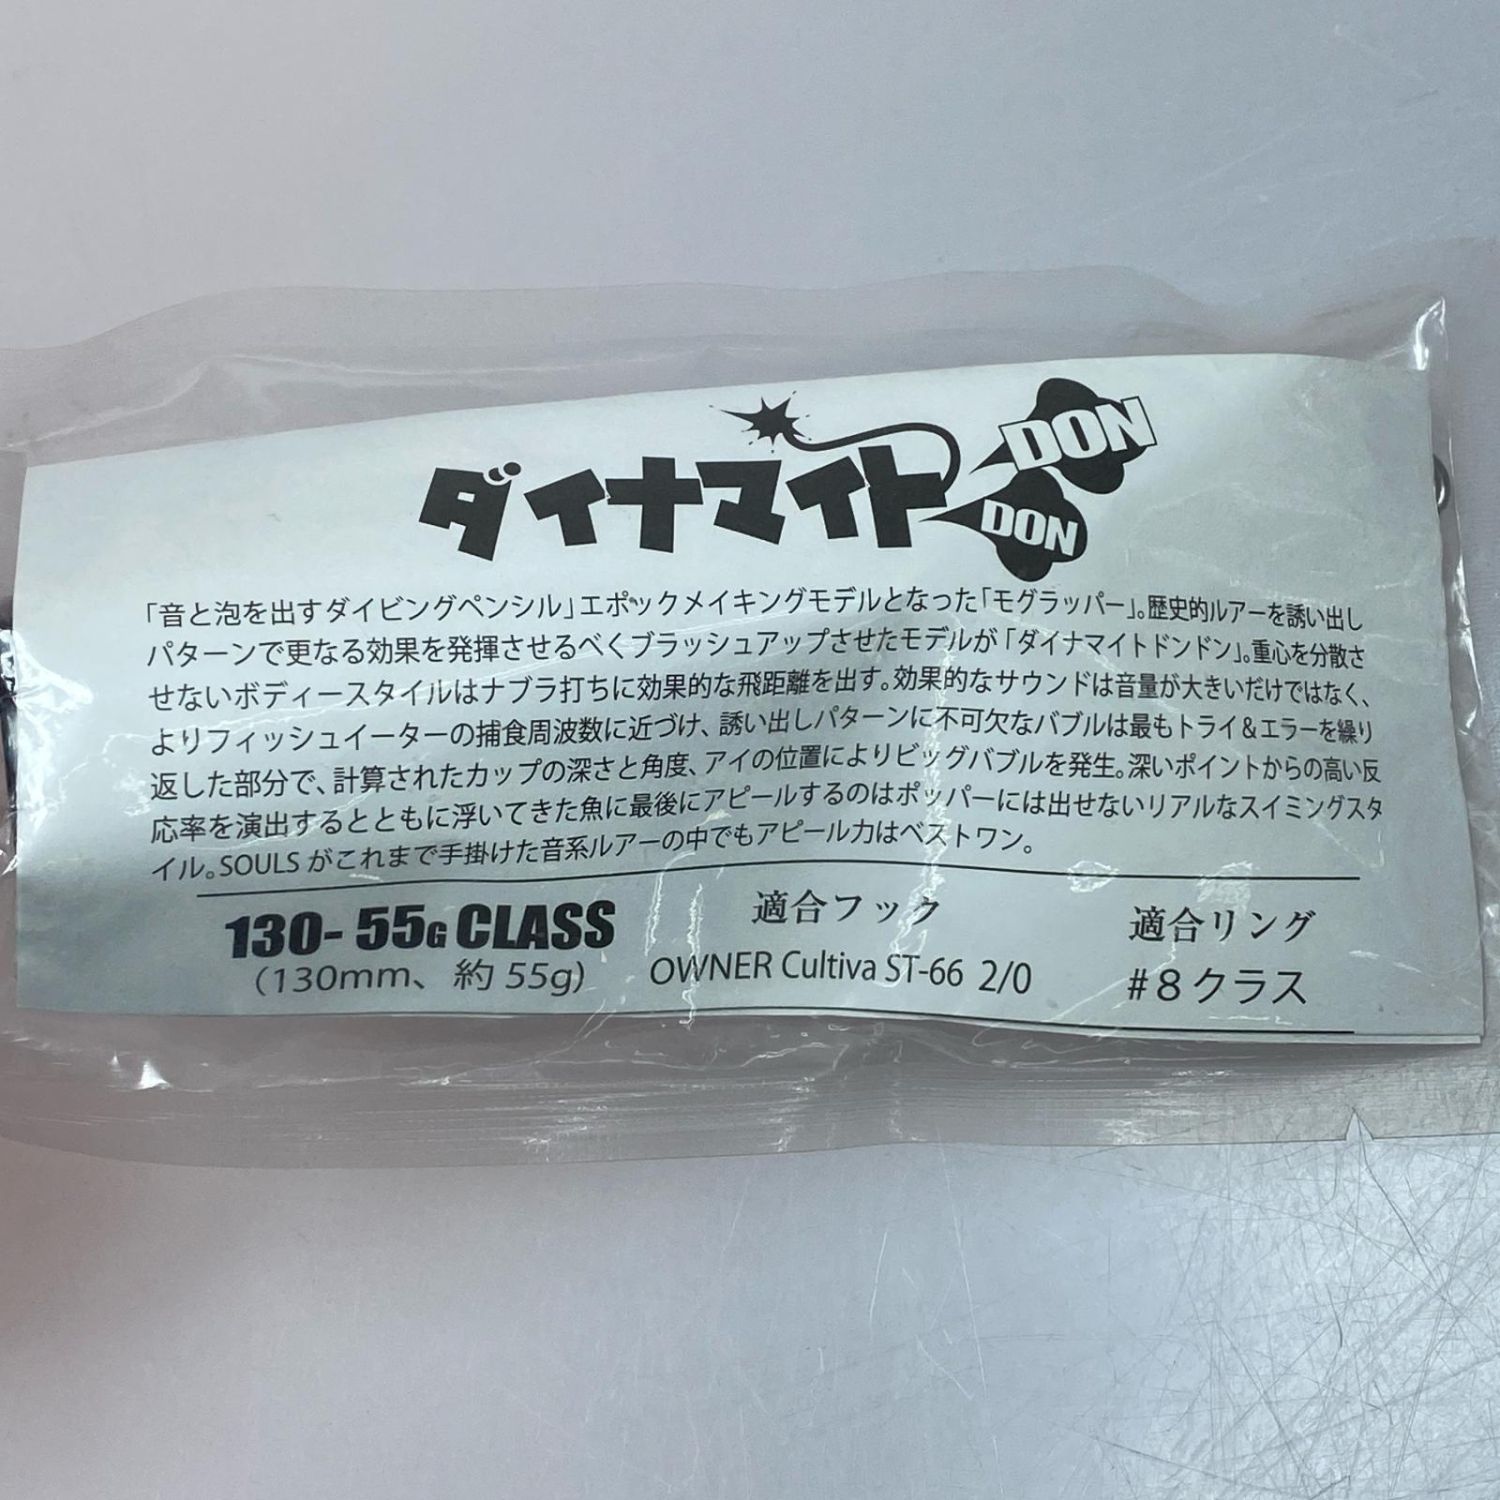 ダイナマイト DON DON
「音と泡を出すダイビングペンシル」エポックメイキングモデルとなった「モグラッパー」。歴史的ルアーを誘い出し
パターンで更なる効果を発揮させるべくブラッシュアップさせたモデルが「ダイナマイトドンドン」。重心を分散さ
せないボディースタイルはナブラ打ちに効果的な飛距離を出す。効果的なサウンドは音量が大きいだけではなく、
よりフィッシュイーターの捕食周波数に近づけ、誘い出しパターンに不可欠なバブルは最もトライ&エラーを繰り
返した部分で、計算されたカップの深さと角度、アイの位置によりビッグバブルを発生。深いポイントからの高い反
応率を演出するとともに浮いてきた魚に最後にアピールするのはポッパーには出せないリアルなスイミングスタ
イル。SOULSがこれまで手掛けた音系ルアーの中でもアピール力はベストワン。
130- 55G CLASS
(130mm、約 55g)
適合フック
OWNER Cultiva ST-66 2/0
適合リング
#8クラス